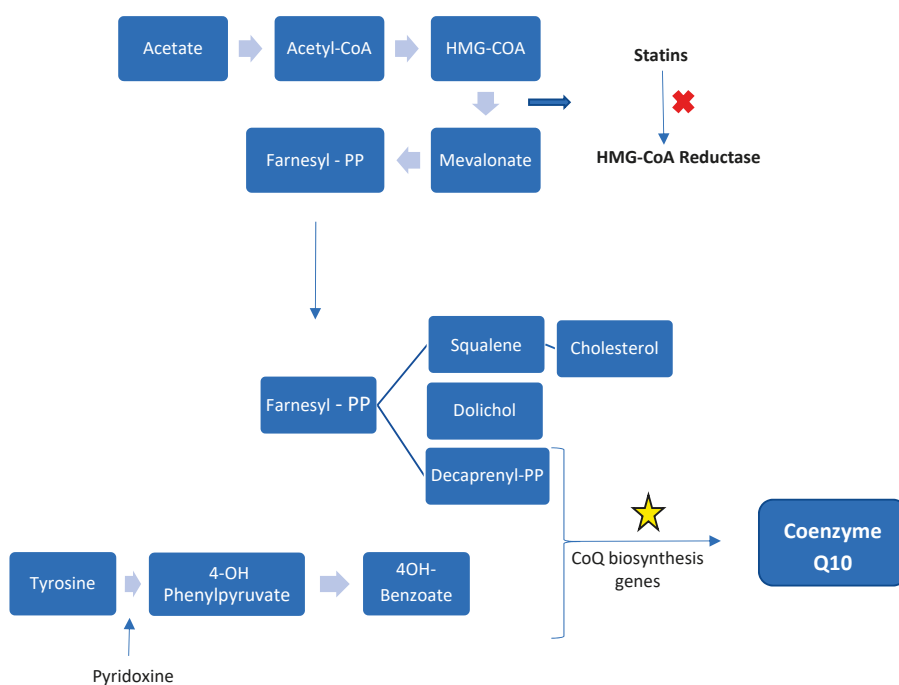 Acetate
Acetyl-CoA
HMG-COA
Statins
HMG-CoA Reductase
Farnesyl - PP
Mevalonate
Squalene
Cholesterol
Farnesyl - PP
Dolichol
Decaprenyl-PP
CoQ biosynthesis
genes
Coenzyme
Q10
Tyrosine
4-OH
Phenylpyruvate
4OH-
Benzoate
Pyridoxine